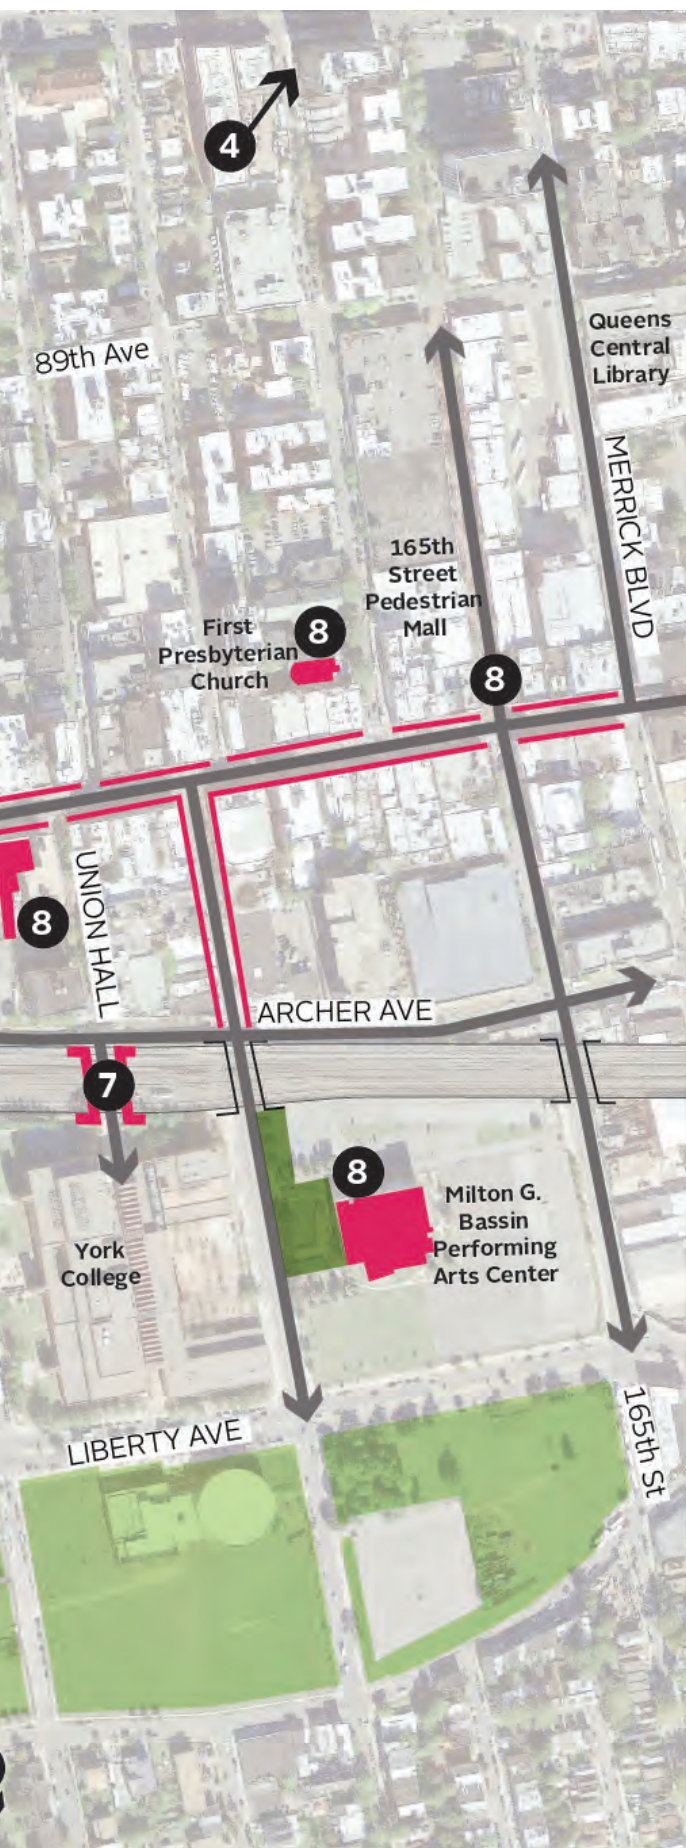 4
Queens
Central
Library
89th Ave
MERRICK BLVD
165th
Street
Pedestrian
Mall
First
Presbyterian
Church
8
8
UNION HALL
8
ARCHER AVE
7
8
Milton G.
Bassin
Performing
Arts Center
York
College
165th St
LIBERTY AVE